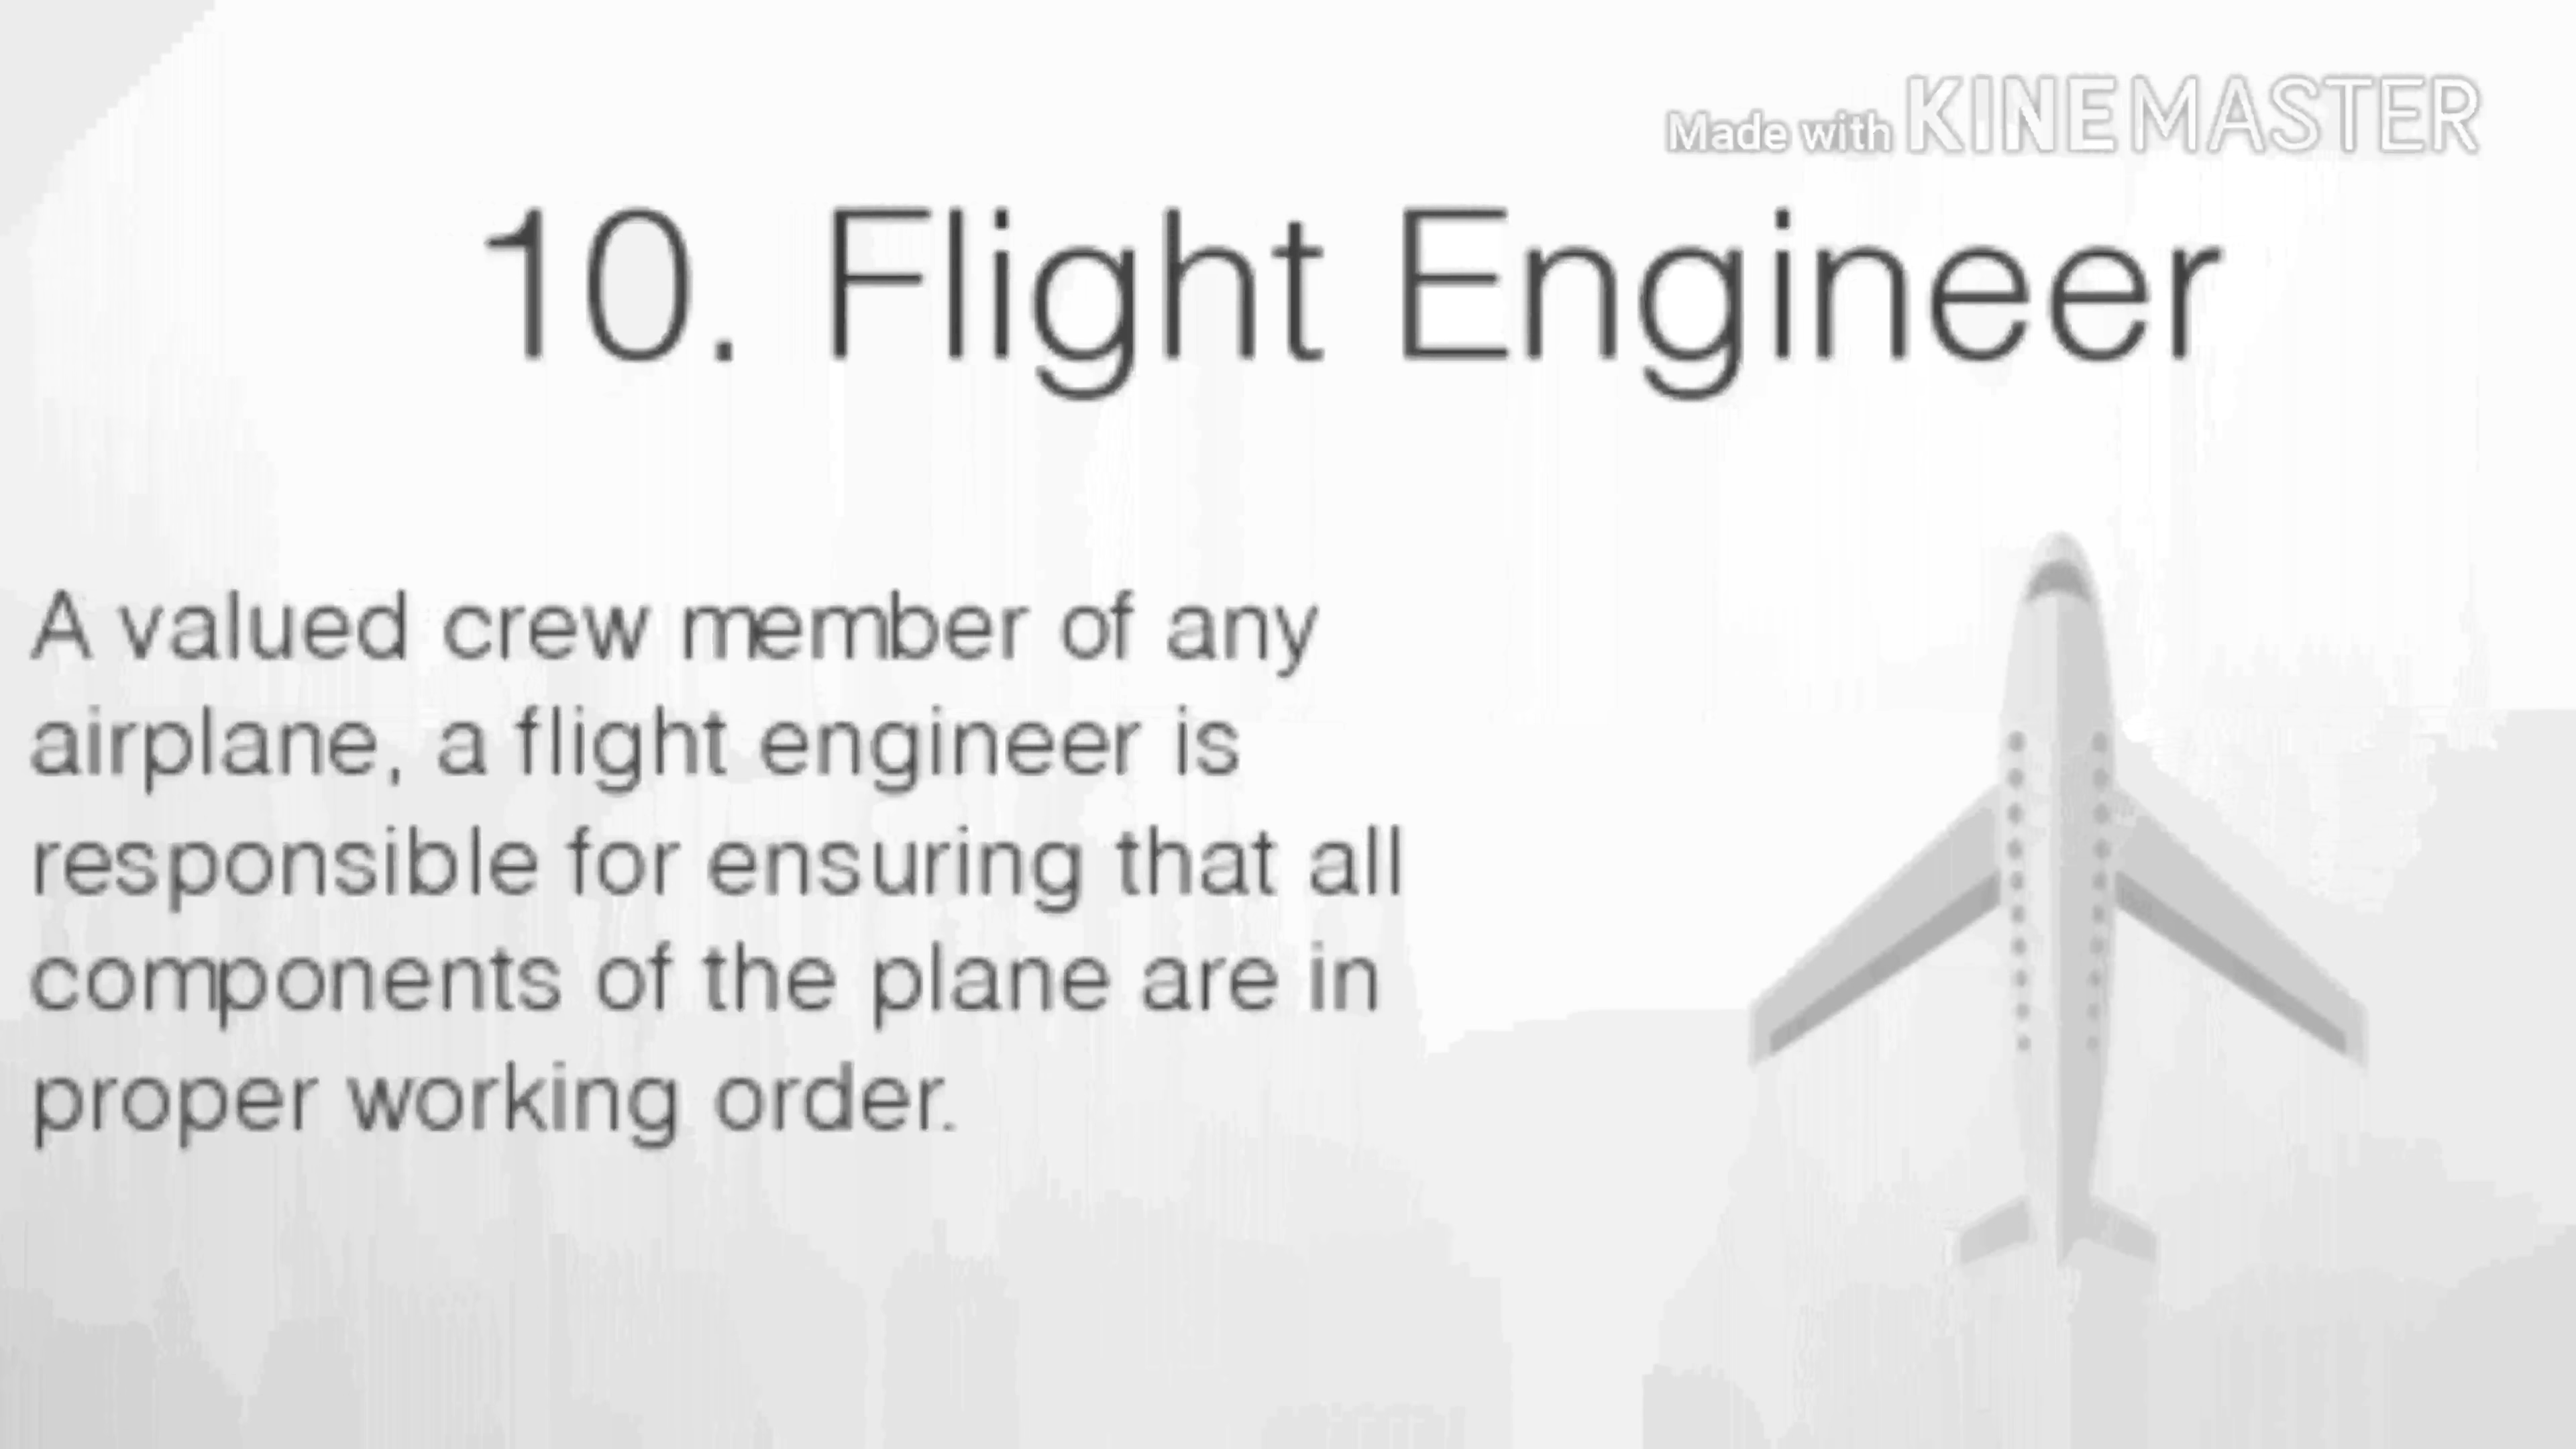 Made with KINEMASTER
10. Flight Engineer
A valued crew member of any
airplane, a flight engineer is
responsible for ensuring that all
components of the plane are in
proper working order.